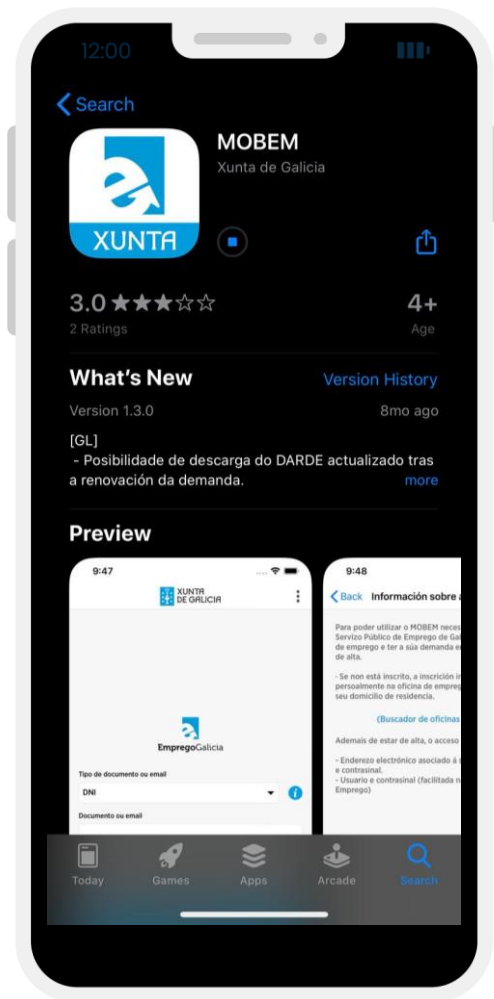 12:00
Search
MOBEM
Xunta de Galicia
XUNTA
3.0
4+
2 Ratings
Age
What's New
Version History
Version 1.3.0
8mo ago
[GL]
- Posibilidade de descarga do DARDE actualizado tras
a renovación da demanda.
more
Preview
9:47
XUNTA
DE GALICIA
EmpregoGalicia
Tipo de documento ou email
DNI
Documento ou email
9:48
Back Información sobre a
Para poder utilizar o MOBEM neces
Servizo Público de Emprego de Gal
de emprego e ter a súa demanda e
de alta.
- Se non está inscrito, a inscrición in
persoalmente na oficina de empreg
seu domicilio de residencia.
(Buscador de oficinas
Ademais de estar de alta, o acceso
- Enderezo electrónico asociado á
e contrasinal.
- Usuario e contrasinal (facilitada n
Emprego)
Today
Games
Apps
Arcade
Search